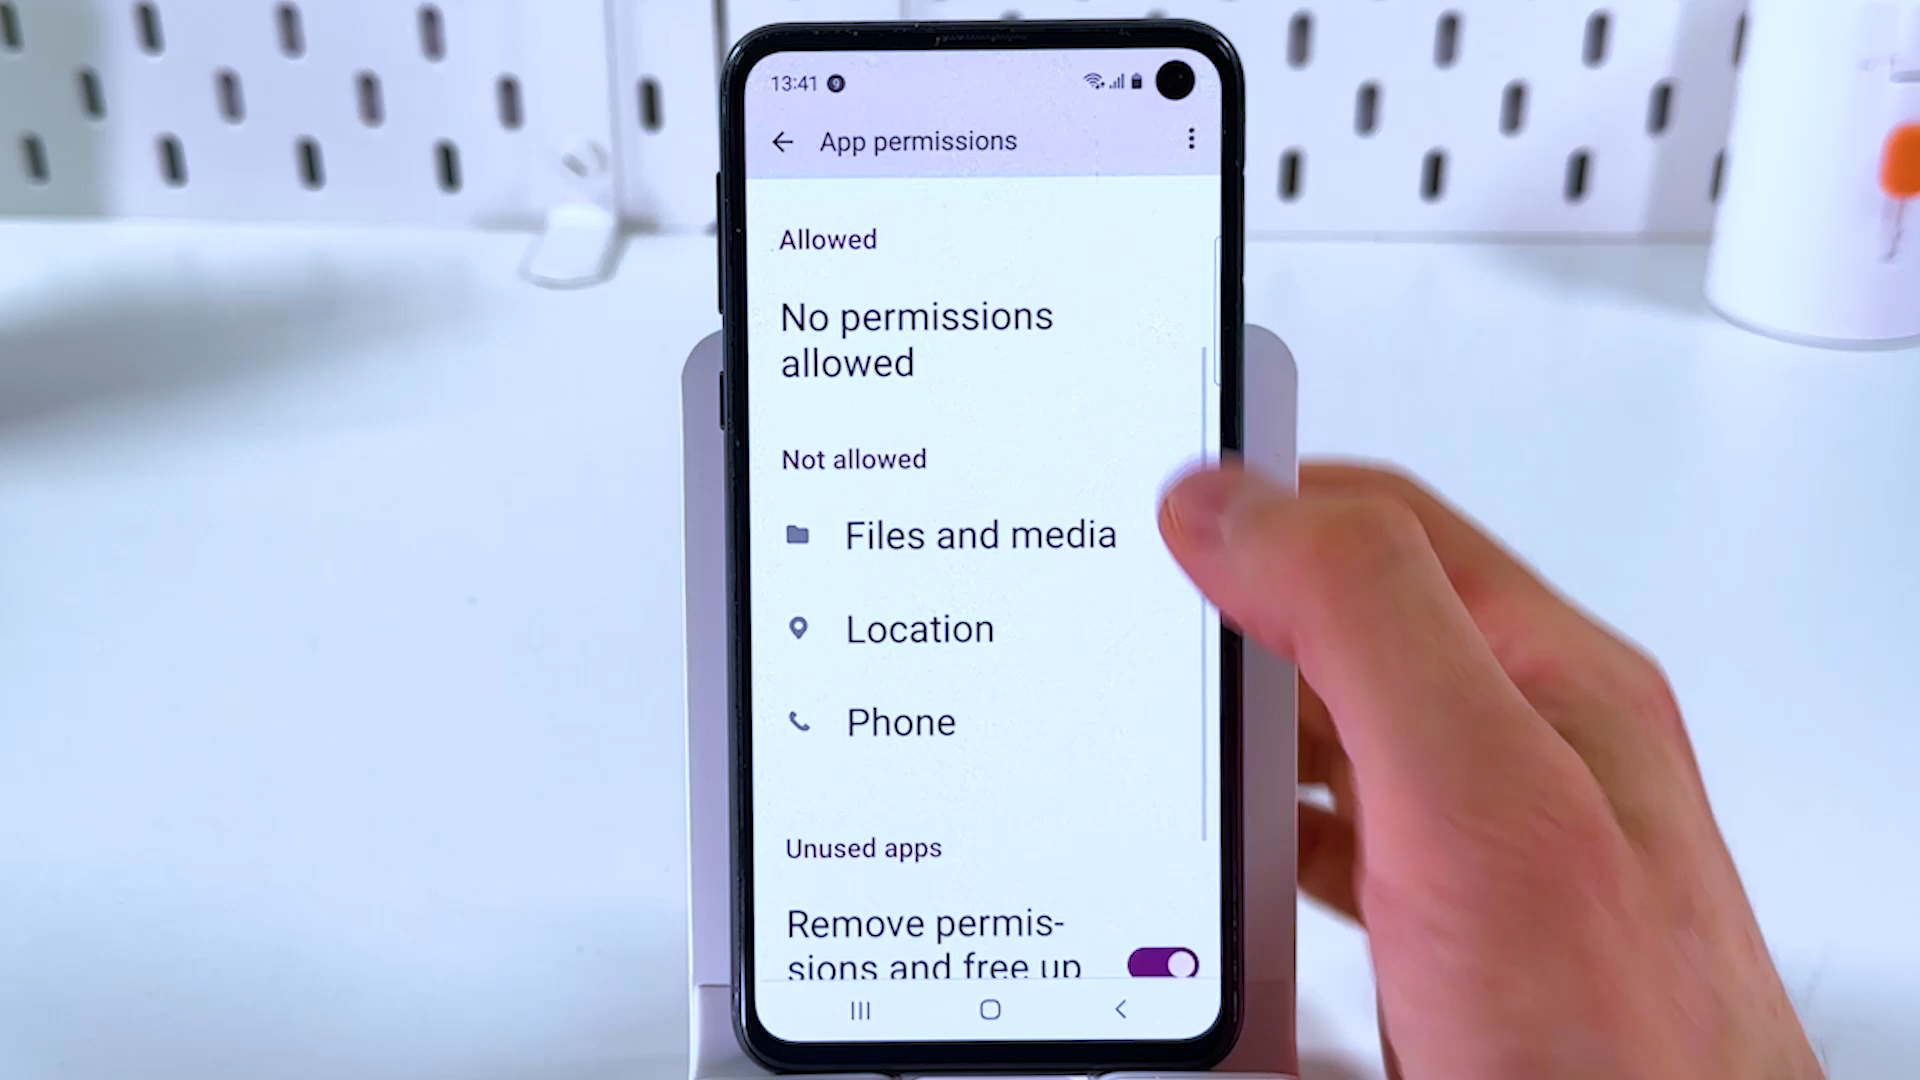 13:41
App permissions
Allowed
No permissions
allowed
Not allowed
Files and media
Location
Phone
Unused apps
Remove permis-
sions and free up